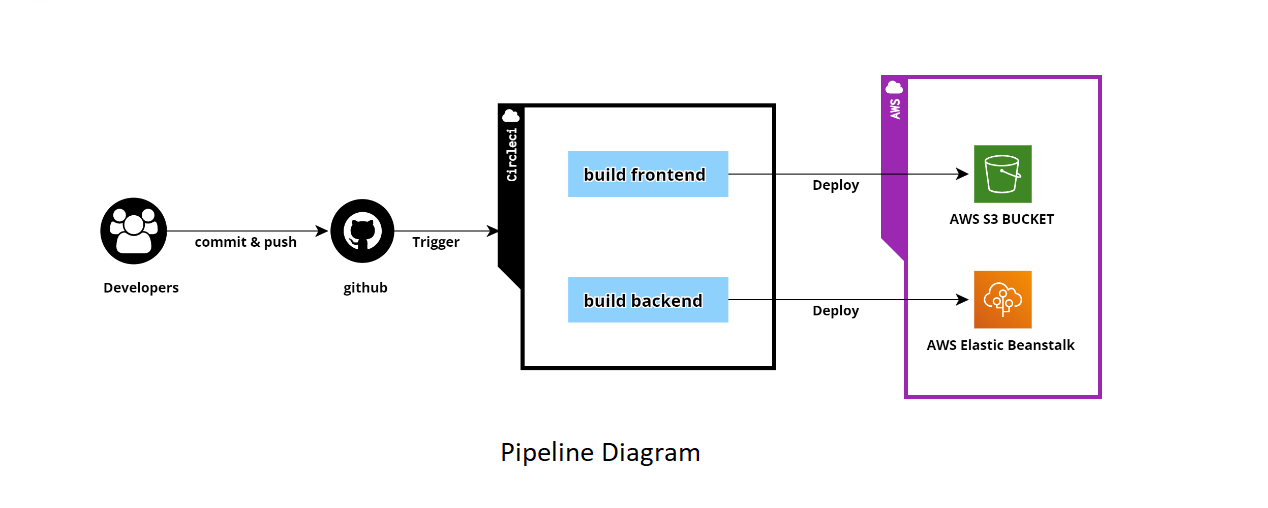 Developers
commit & push
github
Trigger
Circleci
build frontend
build backend
Deploy
Deploy
AWS
AWS S3 BUCKET
AWS Elastic Beanstalk
Pipeline Diagram